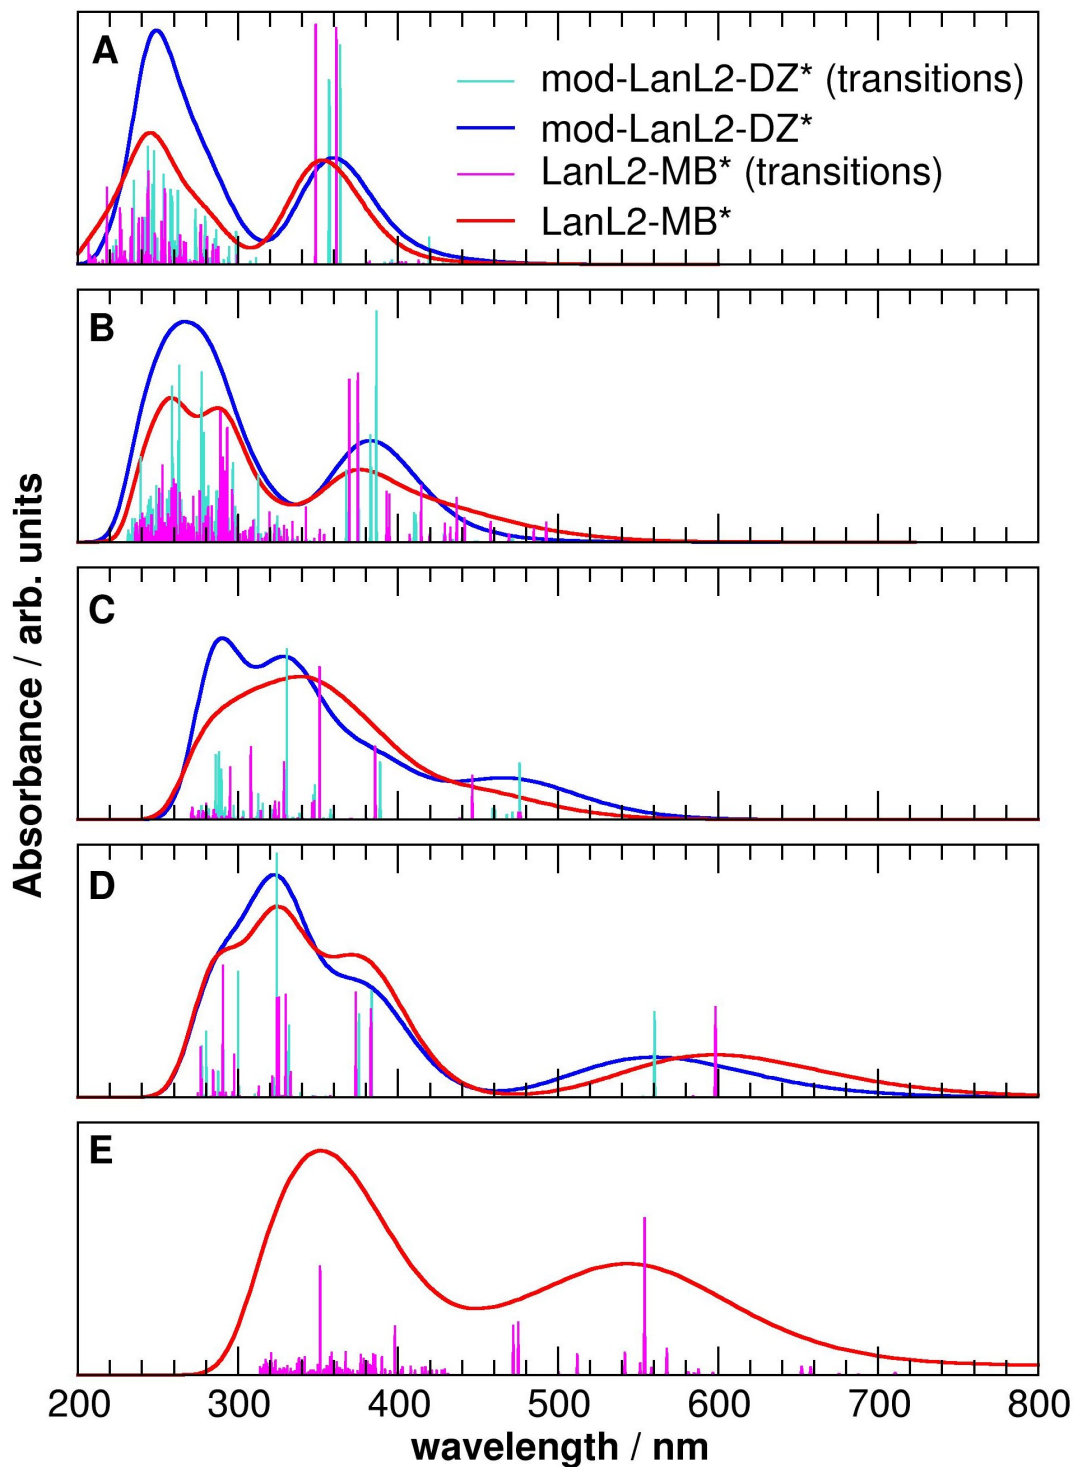 A
mod-LanL2-DZ* (transitions)
mod-LanL2-DZ*
LanL2-MB* (transitions)
LanL2-MB*
B
C
D
E
Absorbance / arb. units
200 300 400 500 600 700 800
wavelength / nm